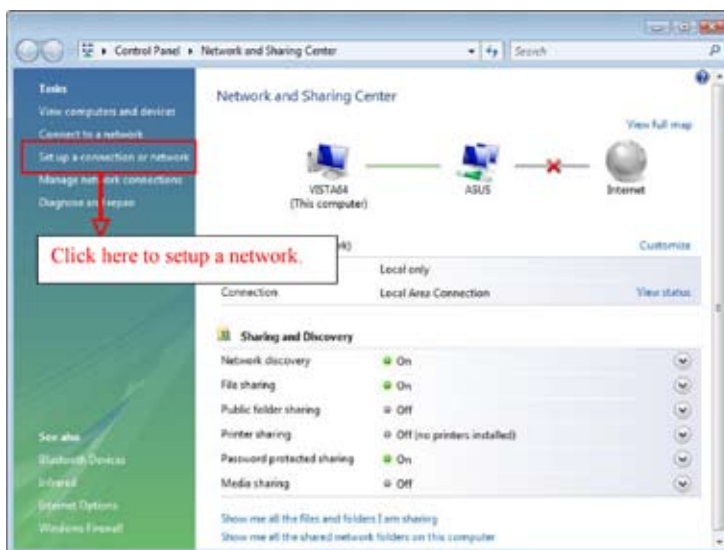 Control Panel ▸ Network and Sharing Center
Search
Tasks
View computers and devices
Connect to a network
Set up a connection or network
Manage network connections
Diagnose and repair
Click here to setup a network.
See also
Bluetooth Devices
Infrared
Internet Options
Windows Firewall
Network and Sharing Center
View full map
VISTA64
(This computer)
ASUS
Internet
Customize
Local only
Connection Local Area Connection View status
Sharing and Discovery
Network discovery On
File sharing On
Public folder sharing Off
Printer sharing Off (no printers installed)
Password protected sharing On
Media sharing Off
Show me all the files and folders I am sharing
Show me all the shared network folders on this computer